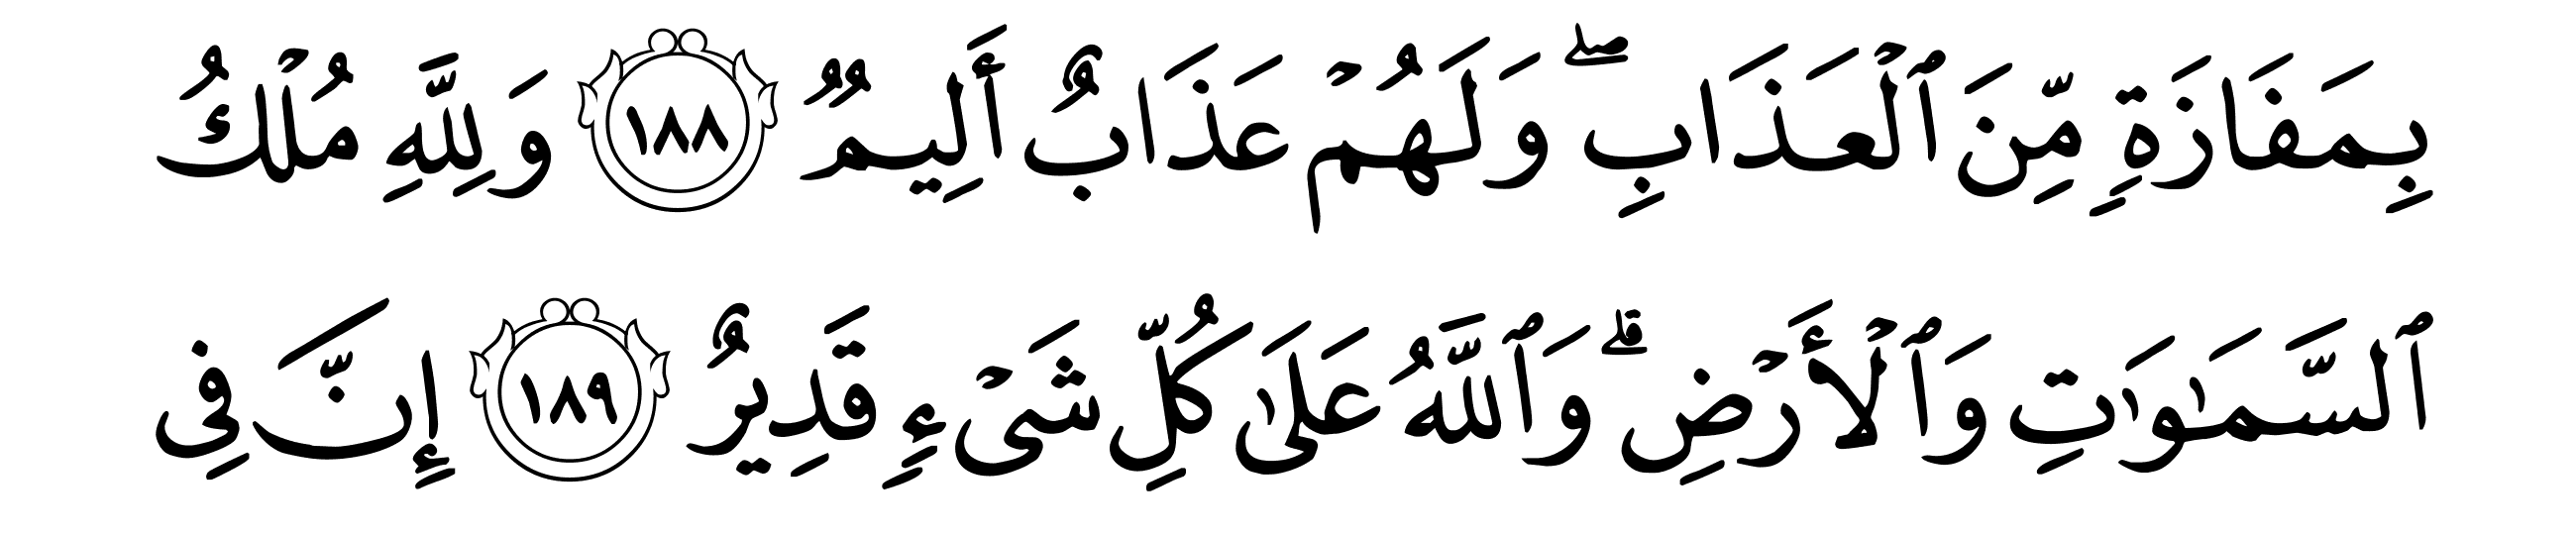 بِمَفَازَةٍ مِّنَ ٱلْعَذَابِ ۖ وَلَهُمْ عَذَابٌ أَلِيمٌ ١٨٨ وَلِلَّهِ مُلْكُ
ٱلسَّمَٰوَٰتِ وَٱلْأَرْضِ ۗ وَٱللَّهُ عَلَىٰ كُلِّ شَىْءٍ قَدِيرٌ ١٨٩ إِنَّ فِى